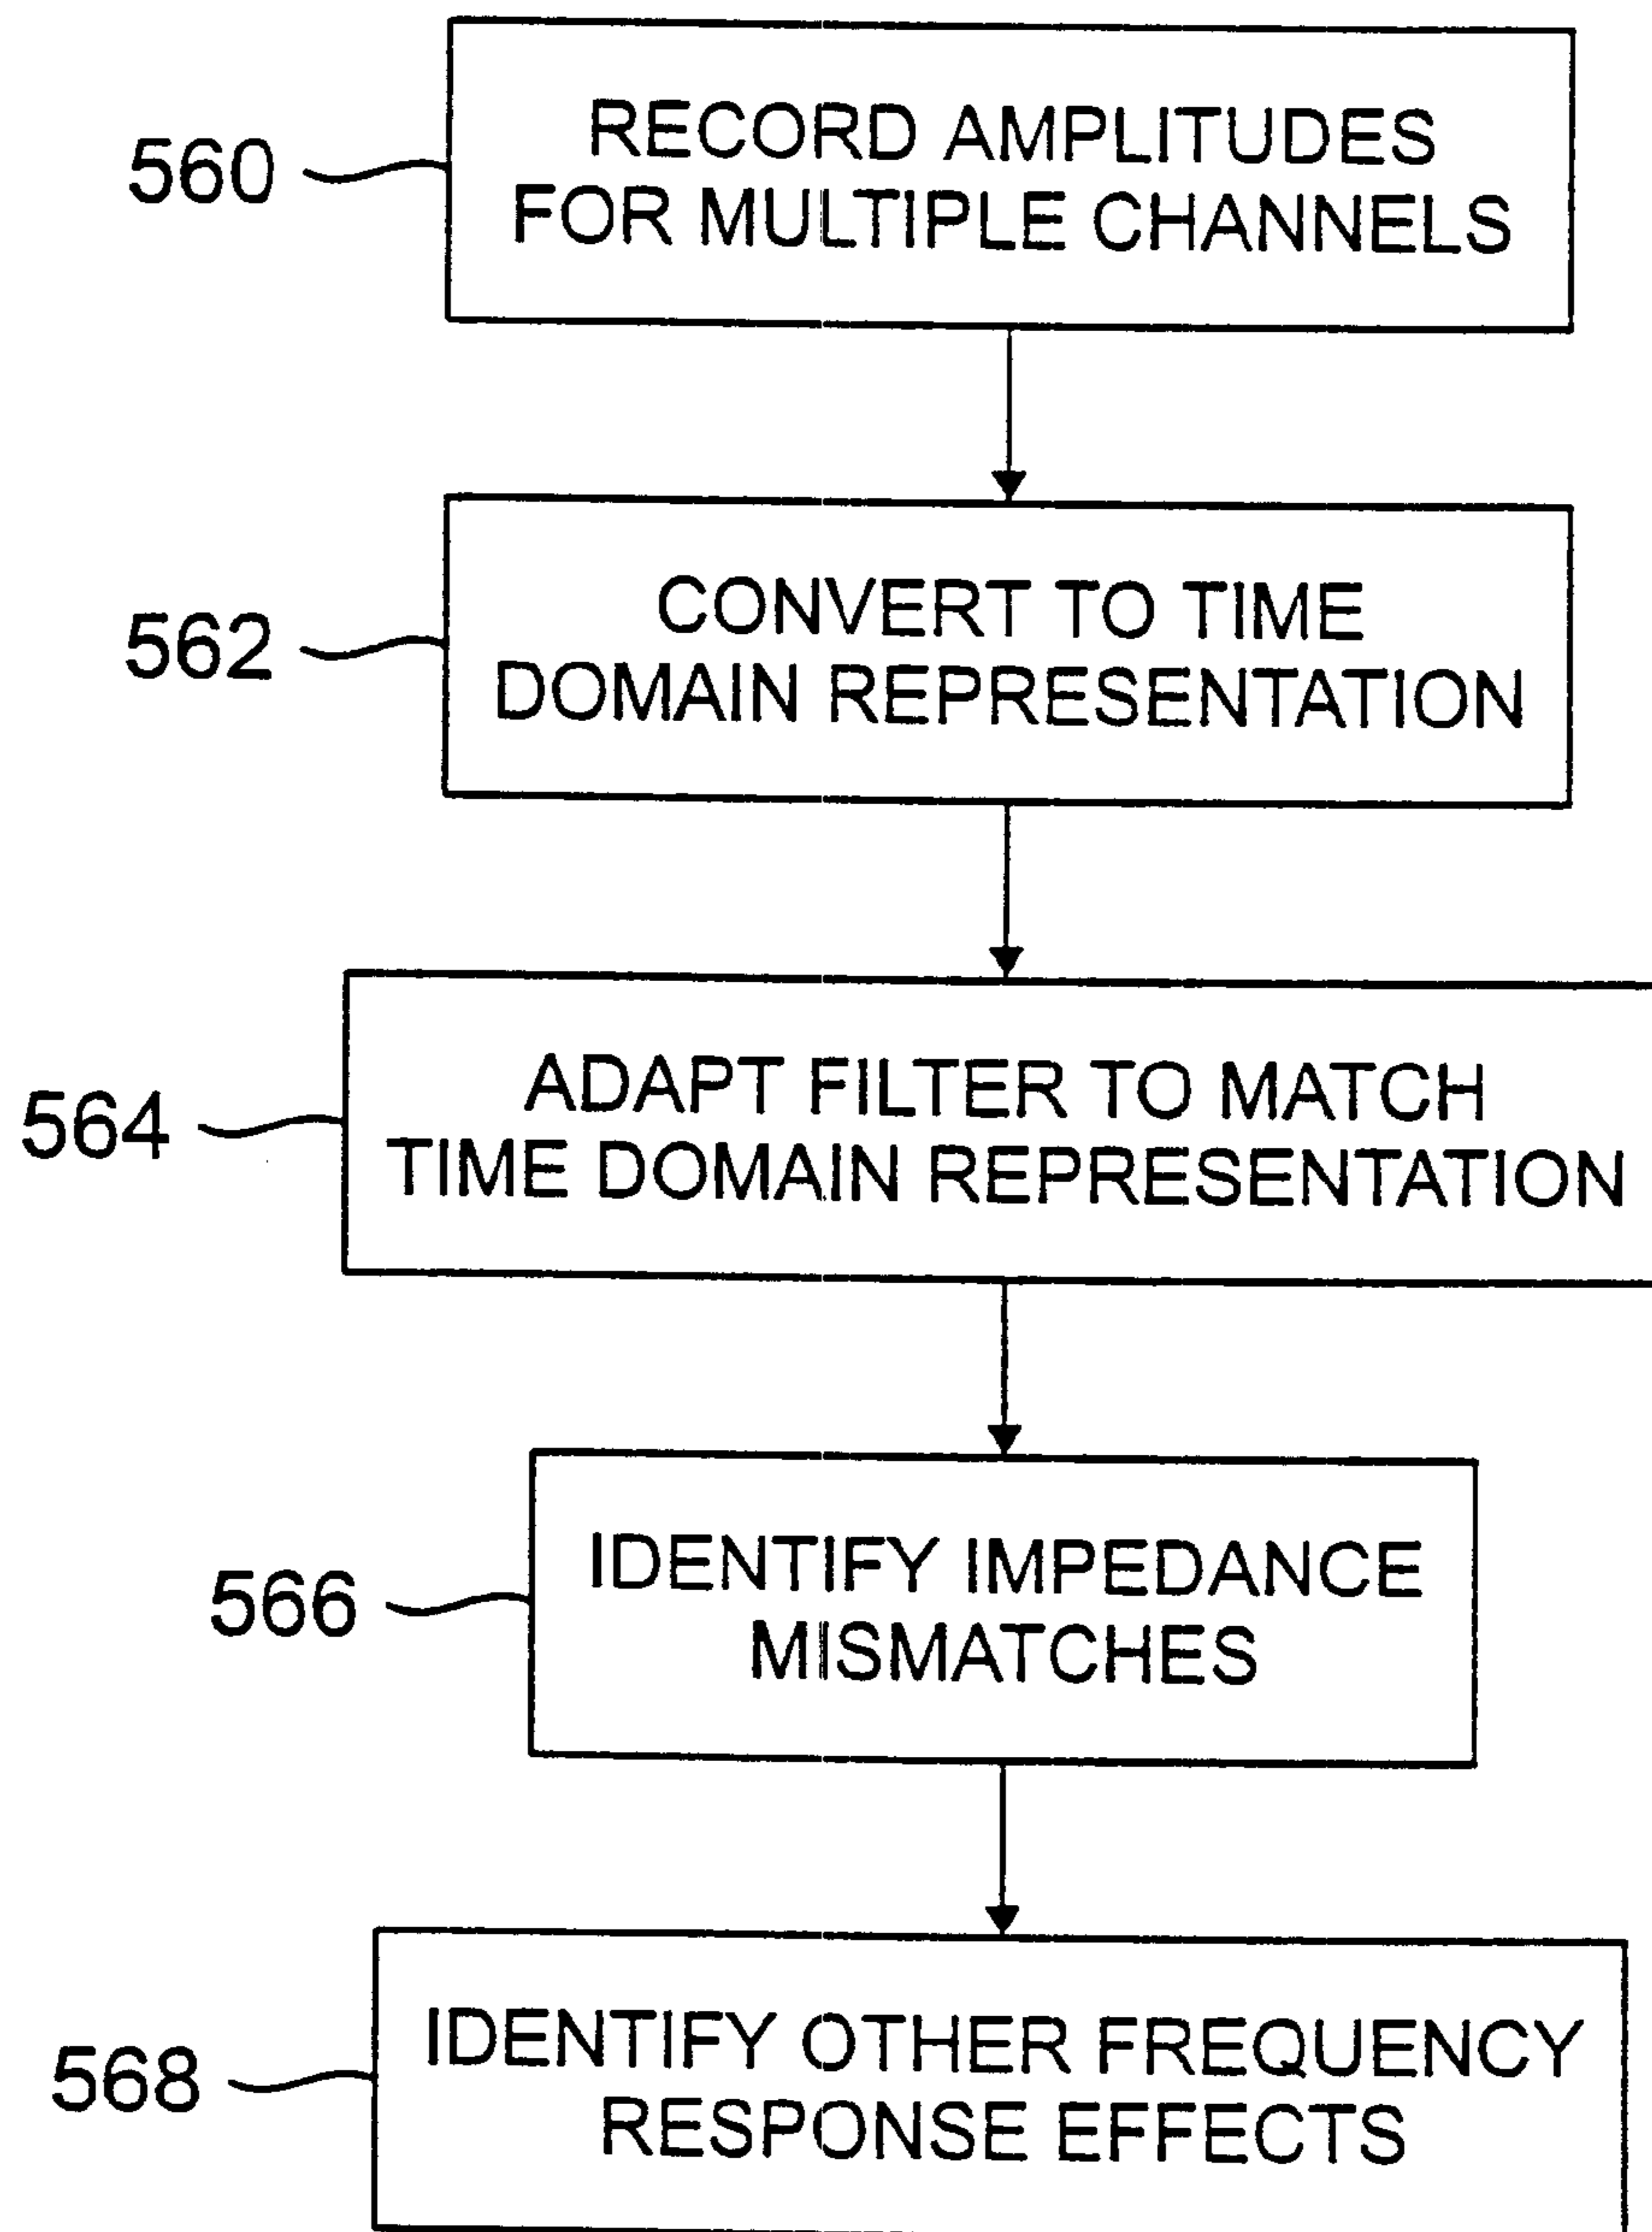 560
RECORD AMPLITUDES
FOR MULTIPLE CHANNELS
562
CONVERT TO TIME
DOMAIN REPRESENTATION
564
ADAPT FILTER TO MATCH
TIME DOMAIN REPRESENTATION
566
IDENTIFY IMPEDANCE
MISMATCHES
568
IDENTIFY OTHER FREQUENCY
RESPONSE EFFECTS